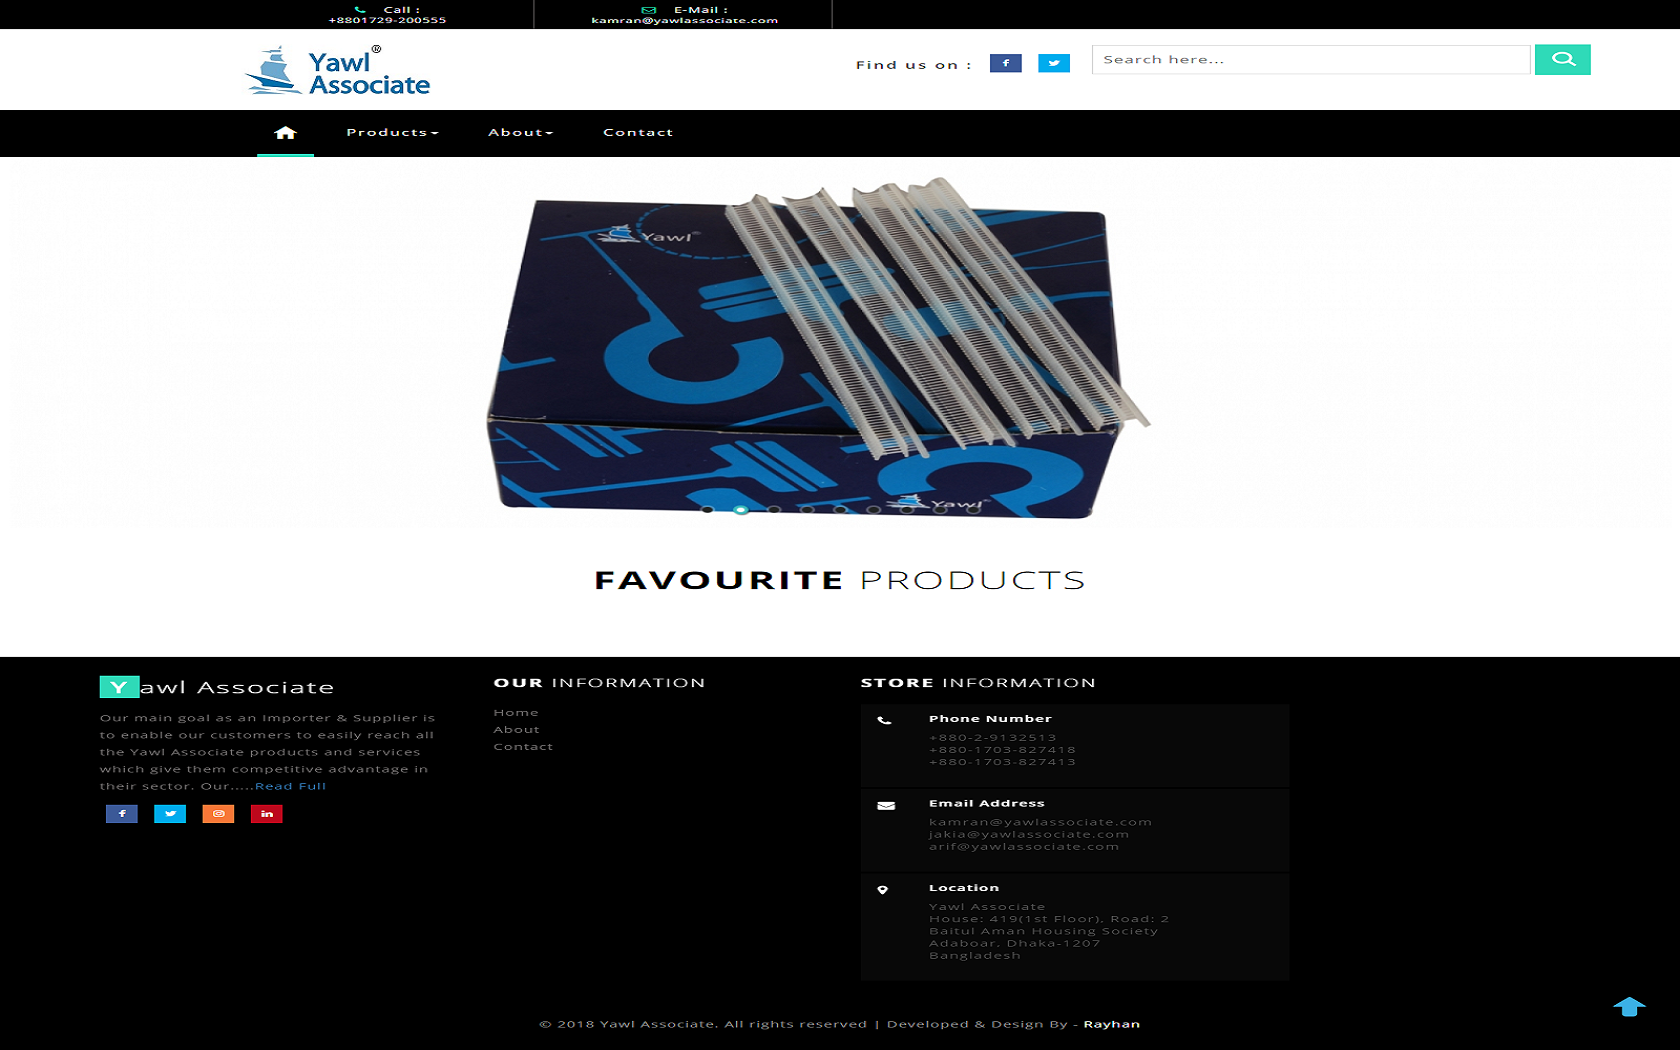 Call :
+8801729-200555
E-Mail :
kamran@yawlassociate.com
Yawl®
Associate
Find us on :
Search here...
Products
About
Contact
Yawl
Yawl
FAVOURITE PRODUCTS
Yawl Associate
Our main goal as an Importer & Supplier is
to enable our customers to easily reach all
the Yawl Associate products and services
which give them competitive advantage in
their sector. Our.....Read Full
OUR INFORMATION
Home
About
Contact
STORE INFORMATION
Phone Number
+880-2-9132513
+880-1703-827418
+880-1703-827413
Email Address
kamran@yawlassociate.com
jakia@yawlassociate.com
arif@yawlassociate.com
Location
Yawl Associate
House: 419(1st Floor), Road: 2
Baitul Aman Housing Society
Adaboar, Dhaka-1207
Bangladesh
© 2018 Yawl Associate. All rights reserved | Developed & Design By - Rayhan